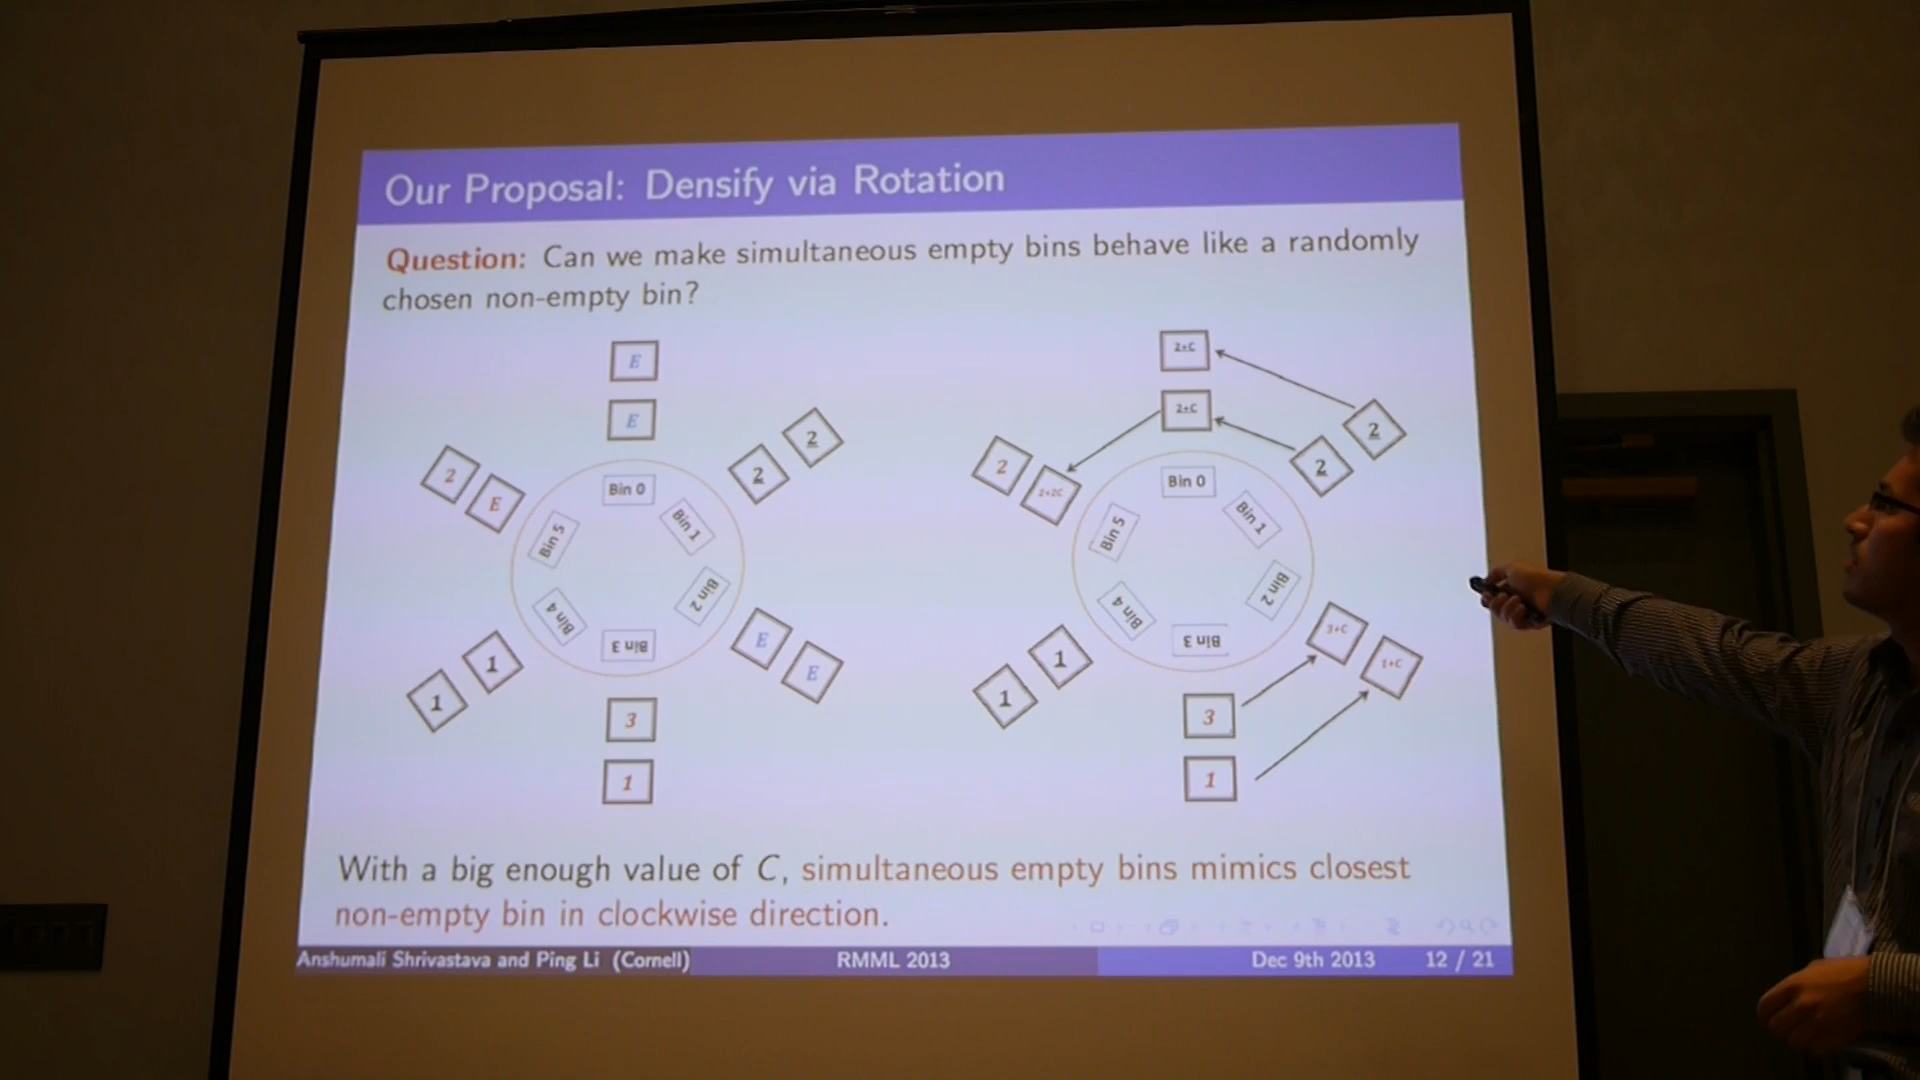 Our Proposal: Densify via Rotation
Question: Can we make simultaneous empty bins behave like a randomly
chosen non-empty bin?
E
E
2
2
2
E
Bin 0
Bin 1
Bin 2
Bin 3
Bin 4
Bin 5
E
E
1
1
3
1
2+C
2+C
2
2
2
2+2C
Bin 0
Bin 1
Bin 2
Bin 3
Bin 4
Bin 5
3+C
1+C
1
1
3
1
With a big enough value of C, simultaneous empty bins mimics closest
non-empty bin in clockwise direction.
Anshumali Shrivastava and Ping Li (Cornell)
RMML 2013
Dec 9th 2013
12 / 21